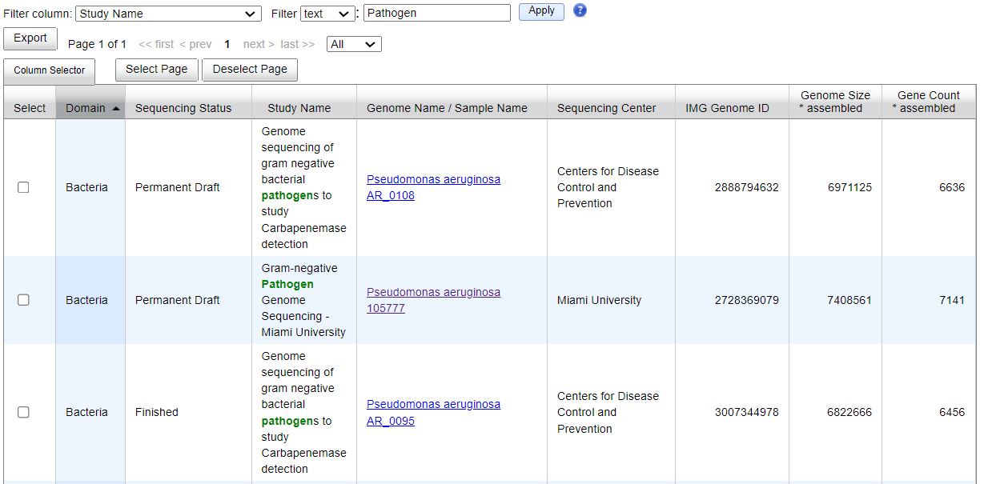 Filter column: Study Name Filter text : Pathogen Apply ?
Export Page 1 of 1 << first < prev 1 next > last >> All
Column Selector Select Page Deselect Page
Select Domain Sequencing Status Study Name Genome Name / Sample Name Sequencing Center IMG Genome ID Genome Size * assembled Gene Count * assembled
Genome
sequencing of
gram negative
bacterial
pathogens to
study
Carbapenemase
detection
Bacteria Permanent Draft
Pseudomonas aeruginosa
AR_0108
Centers for Disease
Control and
Prevention
2888794632 6971125 6636
Gram-negative
Pathogen
Genome
Sequencing -
Miami University
Bacteria Permanent Draft
Pseudomonas aeruginosa
105777
Miami University 2728369079 7408561 7141
Genome
sequencing of
gram negative
bacterial
pathogens to
study
Carbapenemase
detection
Bacteria Finished
Pseudomonas aeruginosa
AR_0095
Centers for Disease
Control and
Prevention
3007344978 6822666 6456